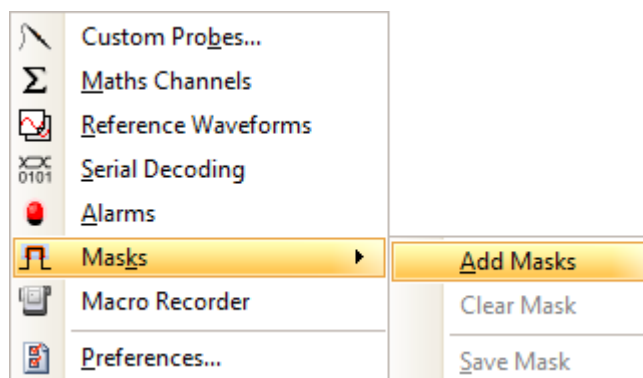 Custom Probes...
Maths Channels
Reference Waveforms
0101
Serial Decoding
Alarms
Masks
Add Masks
Macro Recorder
Clear Mask
Preferences...
Save Mask